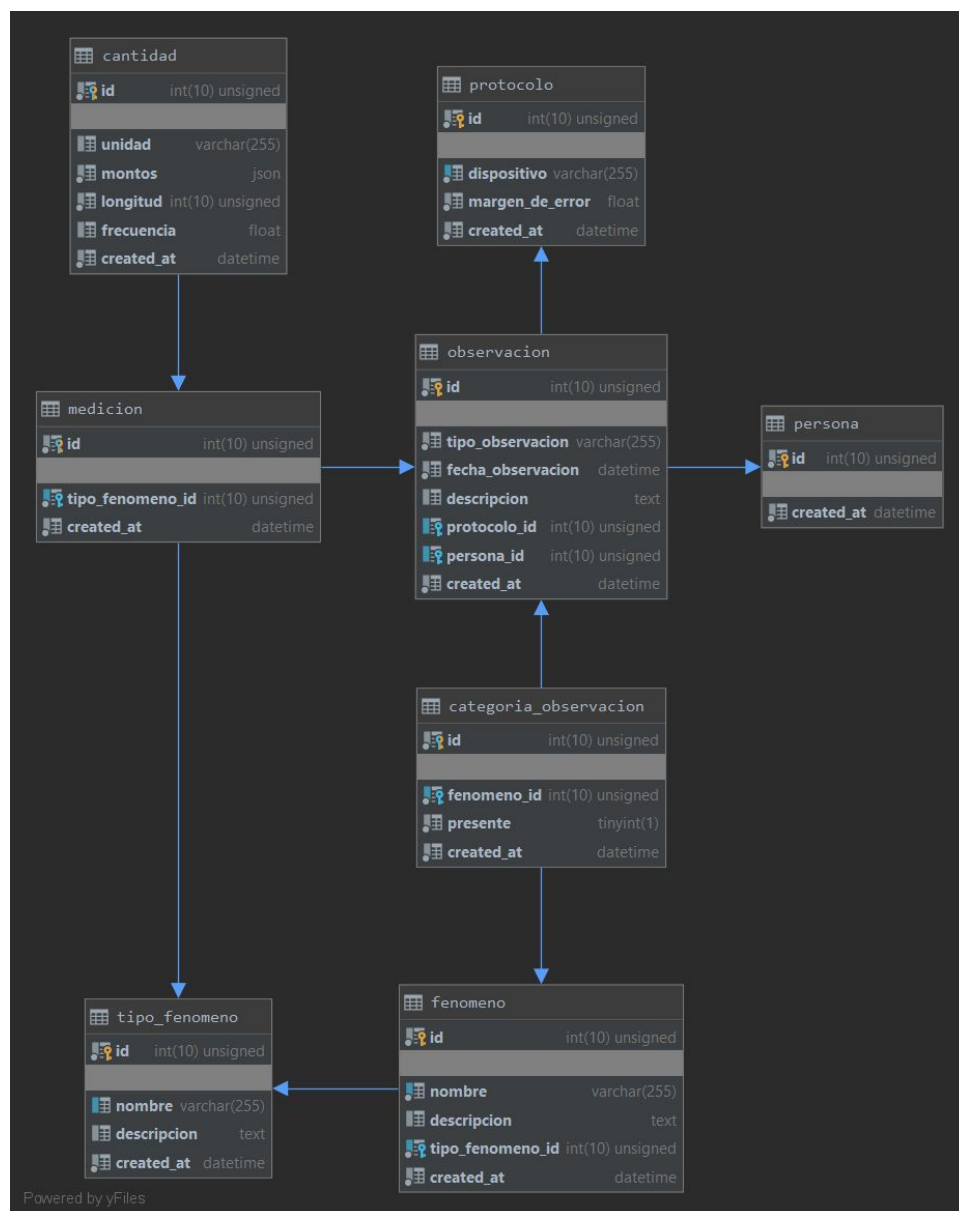 cantidad
id int(10) unsigned
unidad varchar(255)
montos json
longitud int(10) unsigned
frecuencia float
created_at datetime
protocolo
id int(10) unsigned
dispositivo varchar(255)
margen_de_error float
created_at datetime
observacion
id int(10) unsigned
tipo_observacion varchar(255)
fecha_observacion datetime
descripcion text
protocolo_id int(10) unsigned
persona_id int(10) unsigned
created_at datetime
medicion
id int(10) unsigned
tipo_fenomeno_id int(10) unsigned
created_at datetime
persona
id int(10) unsigned
created_at datetime
categoria_observacion
id int(10) unsigned
fenomeno_id int(10) unsigned
presente tinyint(1)
created_at datetime
tipo_fenomeno
id int(10) unsigned
nombre varchar(255)
descripcion text
created_at datetime
fenomeno
id int(10) unsigned
nombre varchar(255)
descripcion text
tipo_fenomeno_id int(10) unsigned
created_at datetime
Powered by yFiles